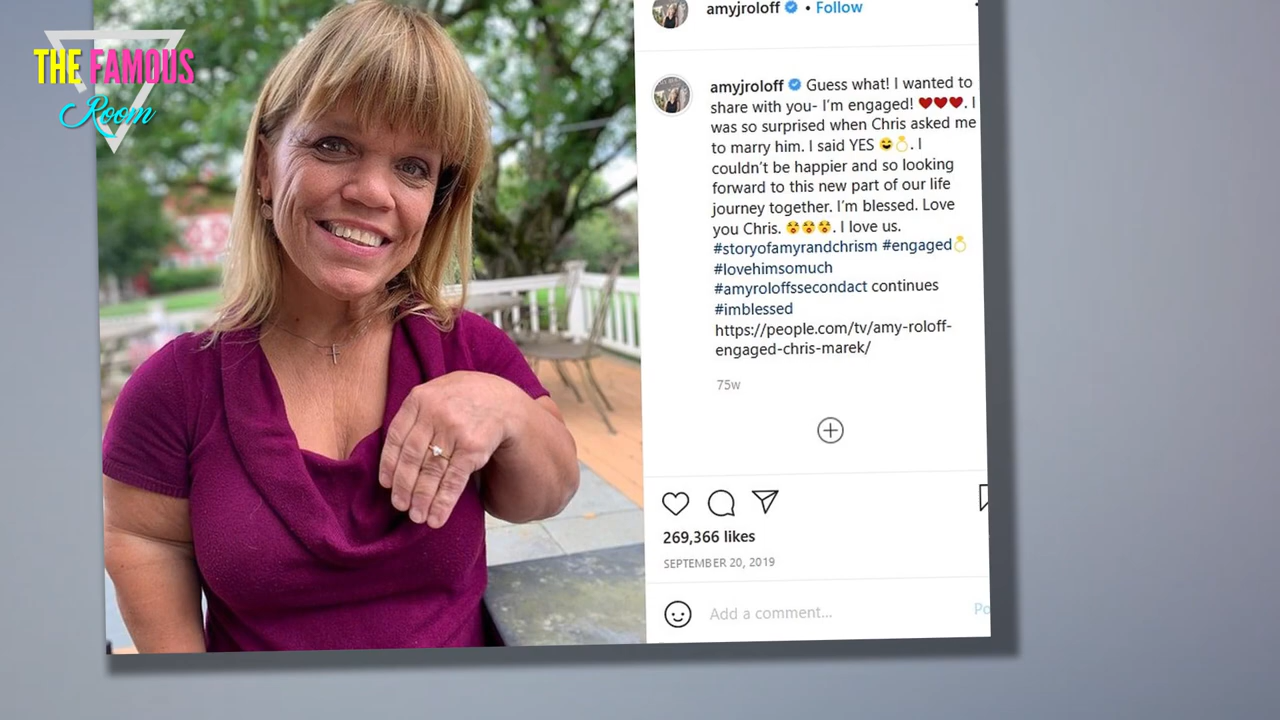 THE FAMOUS
Room
amyjroloff • Follow
amyjroloff Guess what! I wanted to
share with you- I'm engaged! ❤️❤️❤️. I
was so surprised when Chris asked me
to marry him. I said YES 😄💍. I
couldn't be happier and so looking
forward to this new part of our life
journey together. I'm blessed. Love
you Chris. 😘😘😘. I love us.
#storyofamyrandchrism #engaged💍
#lovehimsomuch
#amyroloffssecondact continues
#imblessed
https://people.com/tv/amy-roloff-
engaged-chris-marek/
75w
269,366 likes
SEPTEMBER 20, 2019
Add a comment...
Po